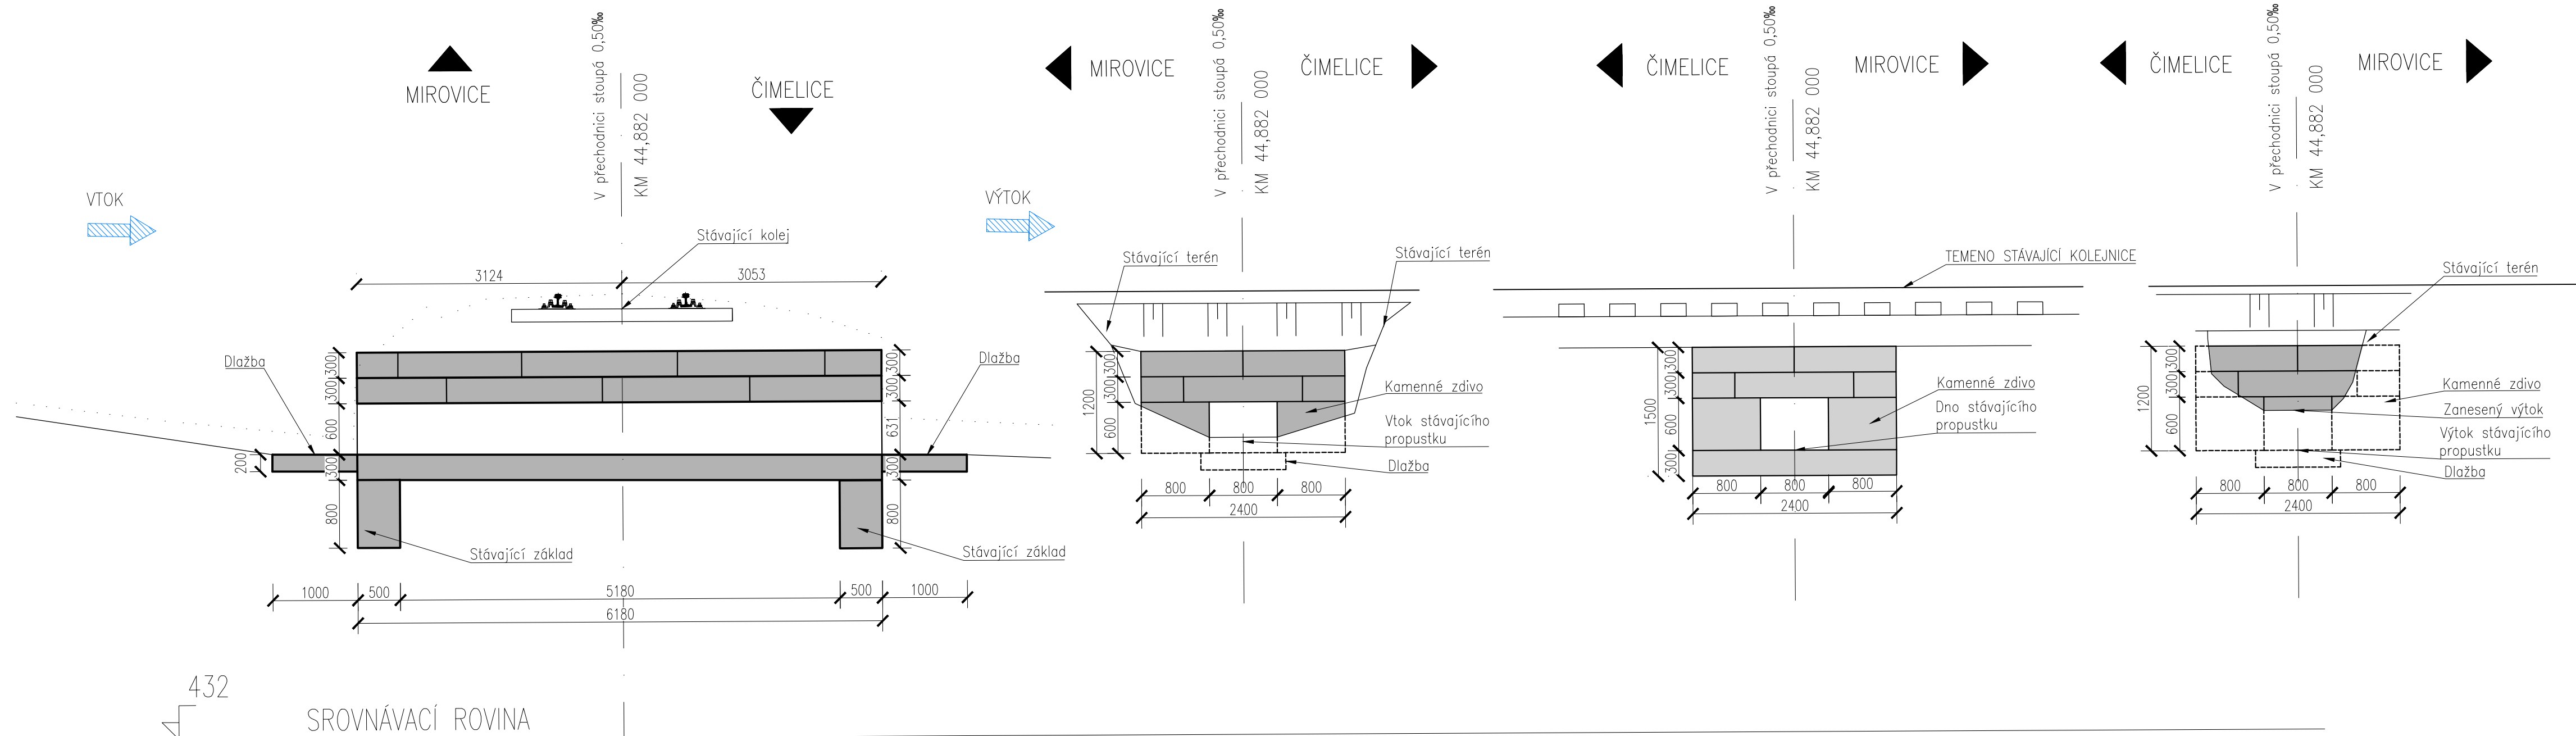 V přechodnici stoupá 0,50‰
KM 44,882 000
MIROVICE
ČIMELICE
VTOK
VÝTOK
Stávající kolej
3124
3053
Dlažba
Dlažba
300
300
600
300
800
200
300
300
631
300
800
Stávající základ
Stávající základ
1000
500
5180
500
1000
6180
432
SROVNÁVACÍ ROVINA
V přechodnici stoupá 0,50‰
KM 44,882 000
MIROVICE
ČIMELICE
Stávající terén
Stávající terén
300
300
600
1200
Kamenné zdivo
Vtok stávajícího
propustku
Dlažba
800
800
800
2400
V přechodnici stoupá 0,50‰
KM 44,882 000
ČIMELICE
MIROVICE
TEMENO STÁVAJÍCÍ KOLEJNICE
300
300
600
300
1500
Kamenné zdivo
Dno stávajícího
propustku
800
800
800
2400
V přechodnici stoupá 0,50‰
KM 44,882 000
ČIMELICE
MIROVICE
Stávající terén
300
300
600
1200
Kamenné zdivo
Zanesený výtok
Výtok stávajícího
propustku
Dlažba
800
800
800
2400